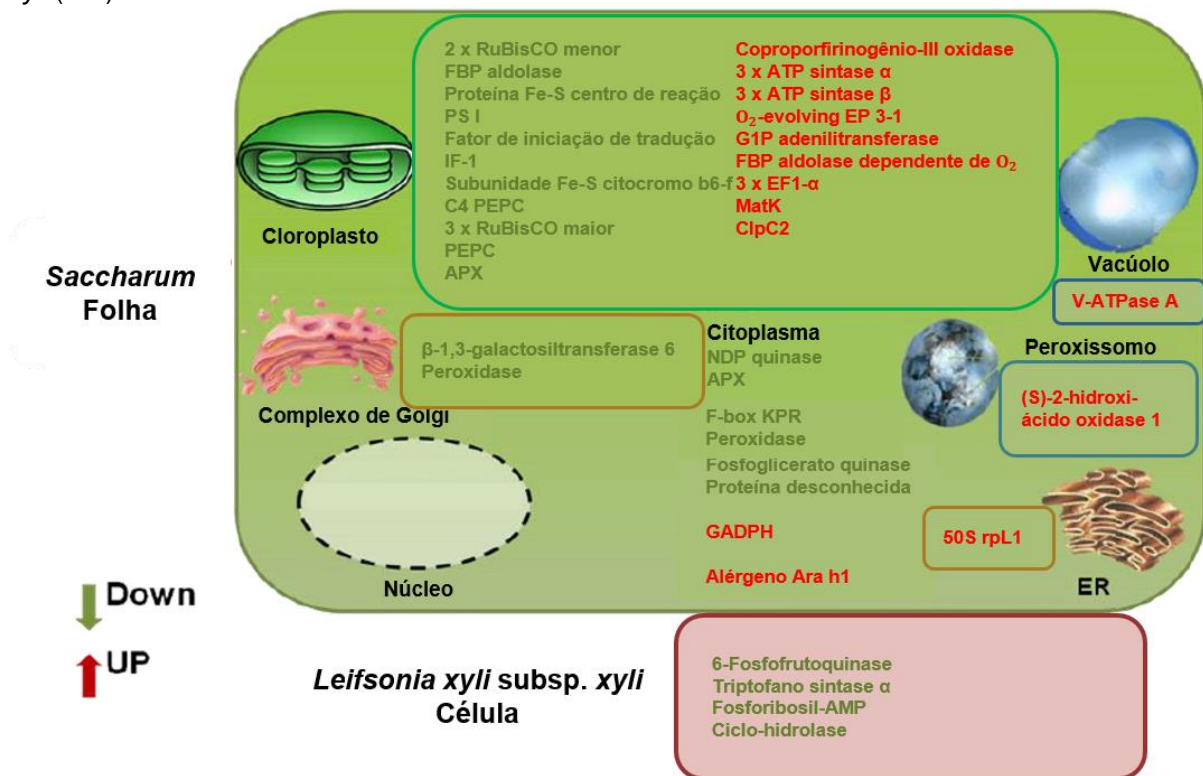 2 x RuBisCO menor
FBP aldolase
Proteína Fe-S centro de reação
PS I
Fator de iniciação de tradução
IF-1
Subunidade Fe-S citocromo b6-f
C4 PEPC
3 x RuBisCO maior
PEPC
APX
Coproporfirinogênio-III oxidase
3 x ATP sintase α
3 x ATP sintase β
O₂-evolving EP 3-1
G1P adenilitransferase
FBP aldolase dependente de O₂
3 x EF1-α
MatK
ClpC2
Cloroplasto
Vacúolo
V-ATPase A
Saccharum
Folha
β-1,3-galactosiltransferase 6
Peroxidase
Complexo de Golgi
Citoplasma
NDP quinase
APX
F-box KPR
Peroxidase
Fosfoglicerato quinase
Proteína desconhecida
GADPH
Alérgeno Ara h1
Peroxissomo
(S)-2-hidroxi-
ácido oxidase 1
50S rpL1
ER
Núcleo
Down
UP
Leifsonia xyli subsp. xyli
Célula
6-Fosfofrutoquinase
Triptofano sintase α
Fosforibosil-AMP
Ciclo-hidrolase